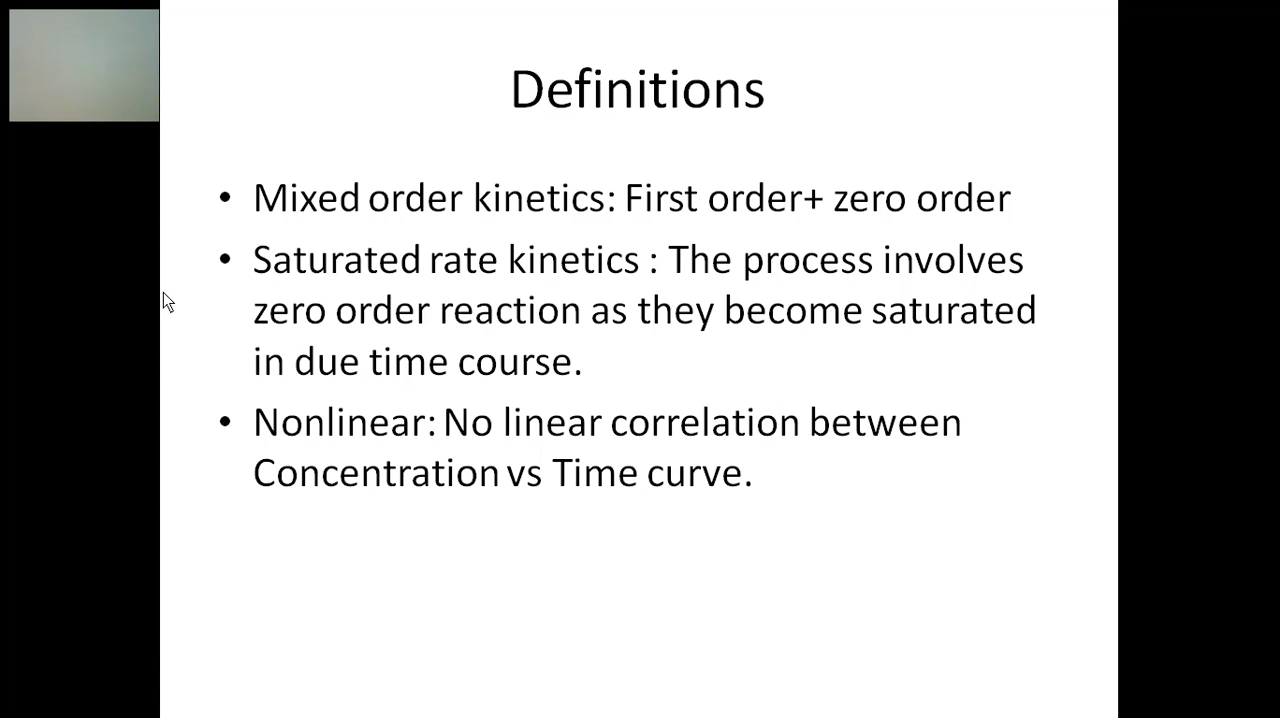 Definitions
• Mixed order kinetics: First order+ zero order
• Saturated rate kinetics : The process involves
zero order reaction as they become saturated
in due time course.
• Nonlinear: No linear correlation between
Concentration vs Time curve.